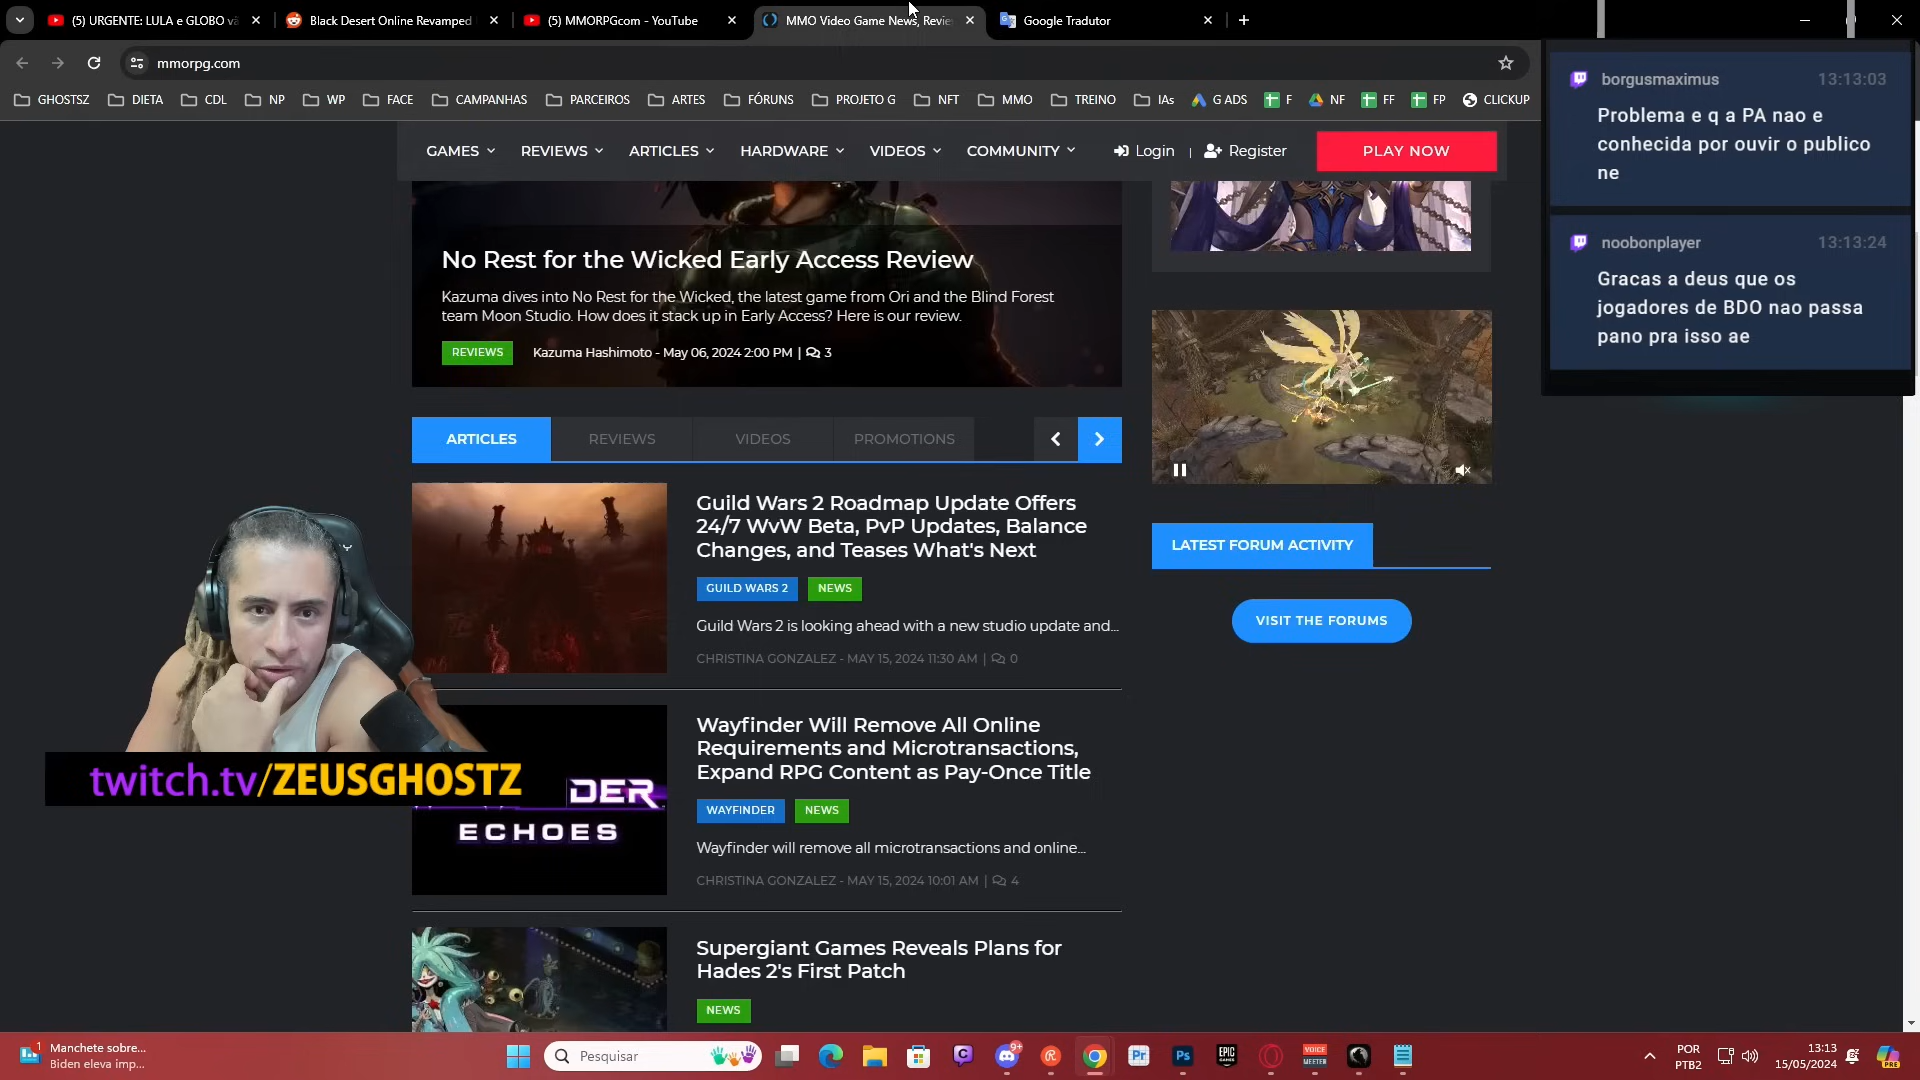 (5) URGENTE: LULA e GLOBO vã
Black Desert Online Revamped
(5) MMORPGcom - YouTube
MMO Video Game News, Revie
Google Tradutor
mmorpg.com
GHOSTSZ
DIETA
CDL
NP
WP
FACE
CAMPANHAS
PARCEIROS
ARTES
FÓRUNS
PROJETO G
NFT
MMO
TREINO
IAs
G ADS
F
NF
FF
FP
CLICKUP
borgusmaximus 13:13:03
Problema e q a PA nao e
conhecida por ouvir o publico
ne
noobonplayer 13:13:24
Gracas a deus que os
jogadores de BDO nao passa
pano pra isso ae
GAMES
REVIEWS
ARTICLES
HARDWARE
VIDEOS
COMMUNITY
Login | Register
PLAY NOW
No Rest for the Wicked Early Access Review
Kazuma dives into No Rest for the Wicked, the latest game from Ori and the Blind Forest
team Moon Studio. How does it stack up in Early Access? Here is our review.
REVIEWS Kazuma Hashimoto - May 06, 2024 2:00 PM | 3
ARTICLES
REVIEWS
VIDEOS
PROMOTIONS
Guild Wars 2 Roadmap Update Offers
24/7 WvW Beta, PvP Updates, Balance
Changes, and Teases What's Next
GUILD WARS 2 NEWS
Guild Wars 2 is looking ahead with a new studio update and...
CHRISTINA GONZALEZ - MAY 15, 2024 11:30 AM | 0
LATEST FORUM ACTIVITY
VISIT THE FORUMS
Wayfinder Will Remove All Online
Requirements and Microtransactions,
Expand RPG Content as Pay-Once Title
WAYFINDER NEWS
Wayfinder will remove all microtransactions and online...
CHRISTINA GONZALEZ - MAY 15, 2024 10:01 AM | 4
twitch.tv/ZEUSGHOSTZ
DER
ECHOES
Supergiant Games Reveals Plans for
Hades 2's First Patch
NEWS
1
Manchete sobre...
Biden eleva imp...
Pesquisar
9+
Pr
Ps
EPIC
GAMES
VOICE
MEETER
POR
PTB2
13:13
15/05/2024
PRE